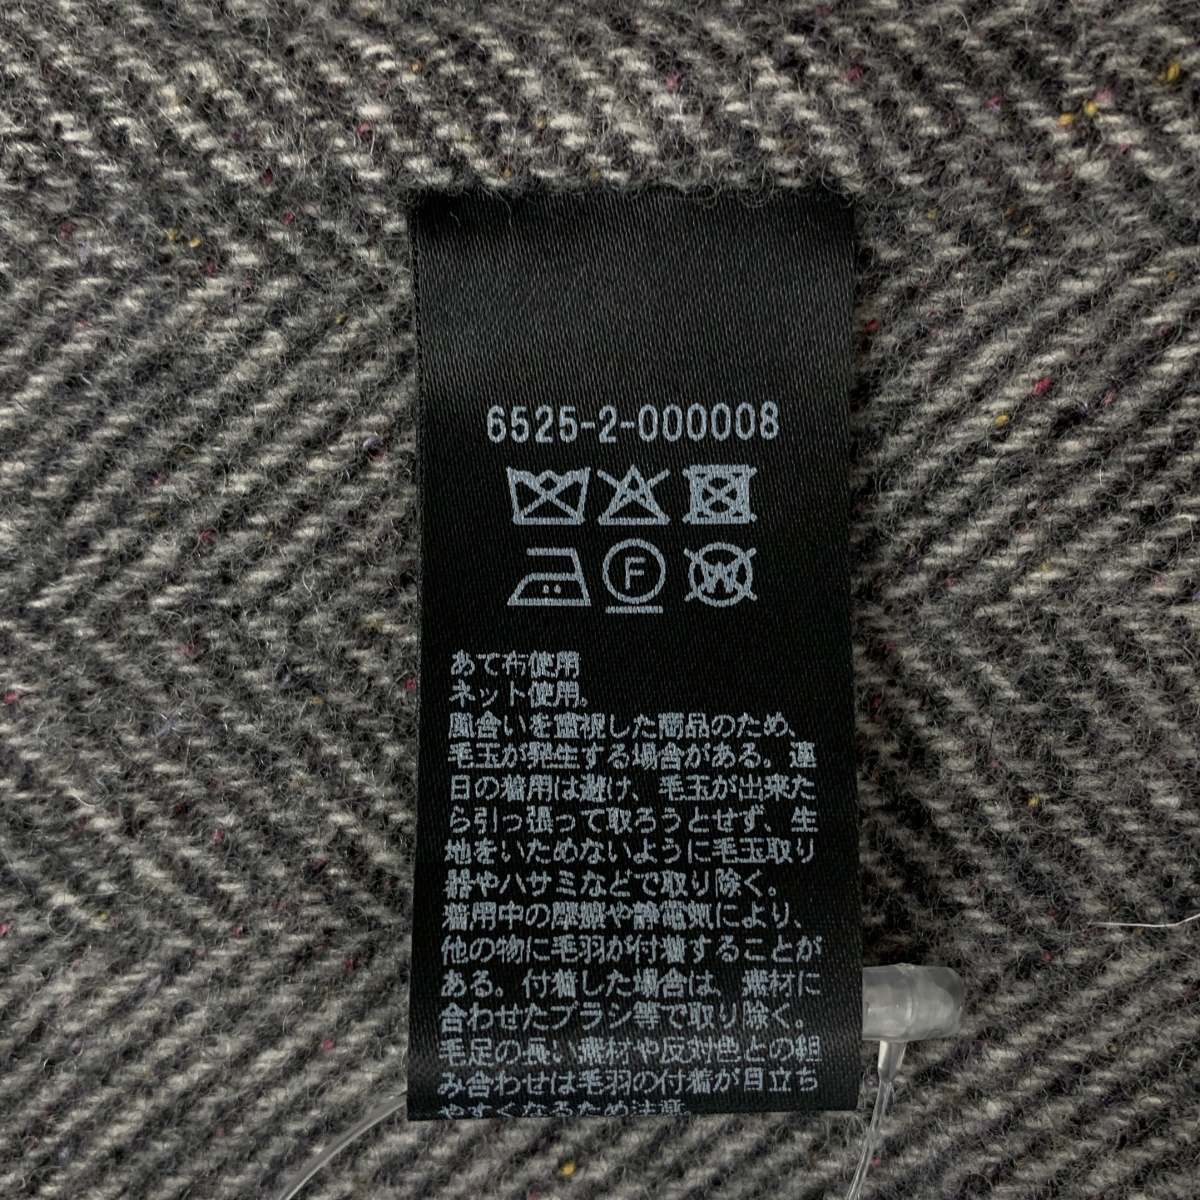 6525-2-000008
F
W
あて布使用
ネット使用。
風合いを重視した商品のため、
毛玉が発生する場合がある。連
日の着用は避け、毛玉が出来た
ら引っ張って取ろうとせず、生
地をいためないように毛玉取り
器やハサミなどで取り除く。
着用中の摩擦や静電気により、
他の物に毛羽が付着することが
ある。付着した場合は、素材に
合わせたブラシ等で取り除く。
毛足の長い素材や反対色との組
み合わせは毛羽の付着が目立ち
やすくなるため注意。